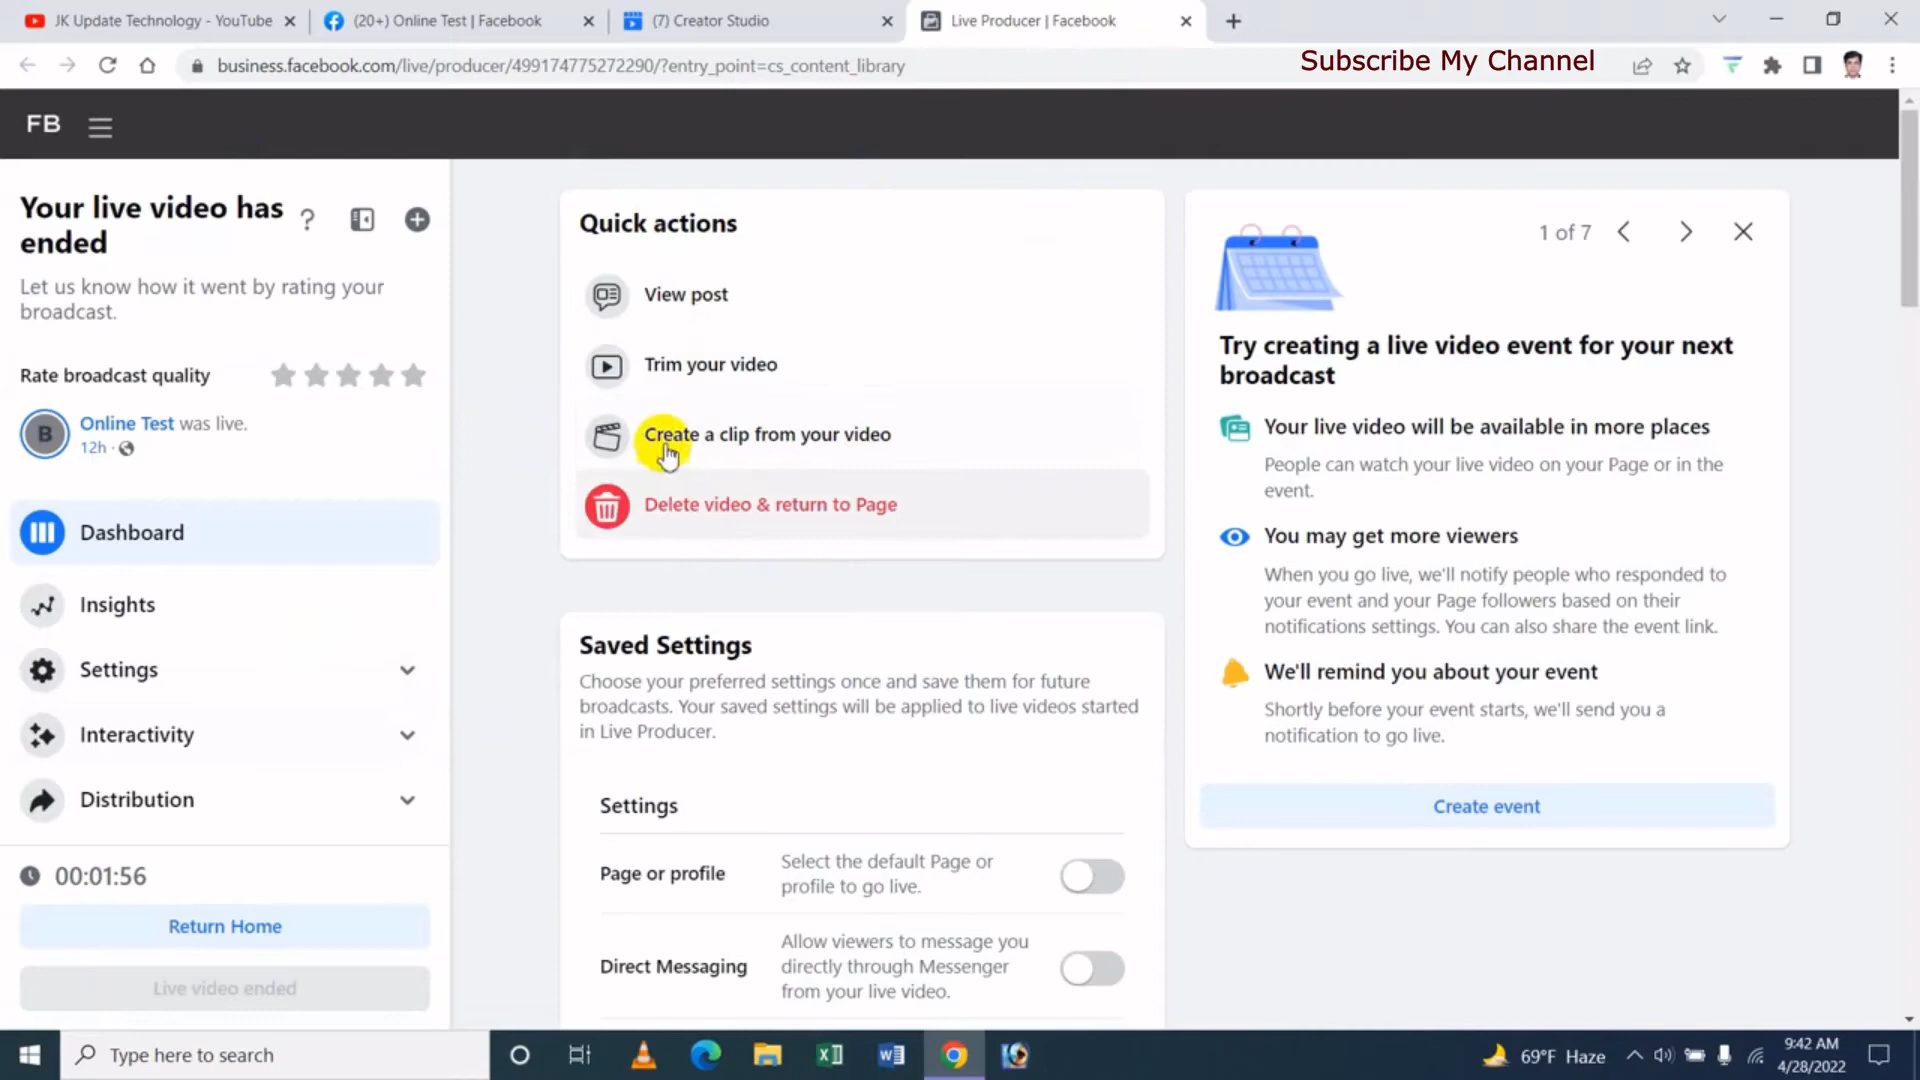 JK Update Technology - YouTube
(20+) Online Test | Facebook
(7) Creator Studio
Live Producer | Facebook
business.facebook.com/live/producer/499174775272290/?entry_point=cs_content_library
Subscribe My Channel
FB
Your live video has
ended
Let us know how it went by rating your
broadcast.
Rate broadcast quality
B
Online Test was live.
12h ·
Dashboard
Insights
Settings
Interactivity
Distribution
00:01:56
Return Home
Live video ended
Quick actions
View post
Trim your video
Create a clip from your video
Delete video & return to Page
Saved Settings
Choose your preferred settings once and save them for future
broadcasts. Your saved settings will be applied to live videos started
in Live Producer.
Settings
Page or profile
Select the default Page or
profile to go live.
Direct Messaging
Allow viewers to message you
directly through Messenger
from your live video.
1 of 7
Try creating a live video event for your next
broadcast
Your live video will be available in more places
People can watch your live video on your Page or in the
event.
You may get more viewers
When you go live, we'll notify people who responded to
your event and your Page followers based on their
notifications settings. You can also share the event link.
We'll remind you about your event
Shortly before your event starts, we'll send you a
notification to go live.
Create event
Type here to search
69°F Haze
9:42 AM
4/28/2022